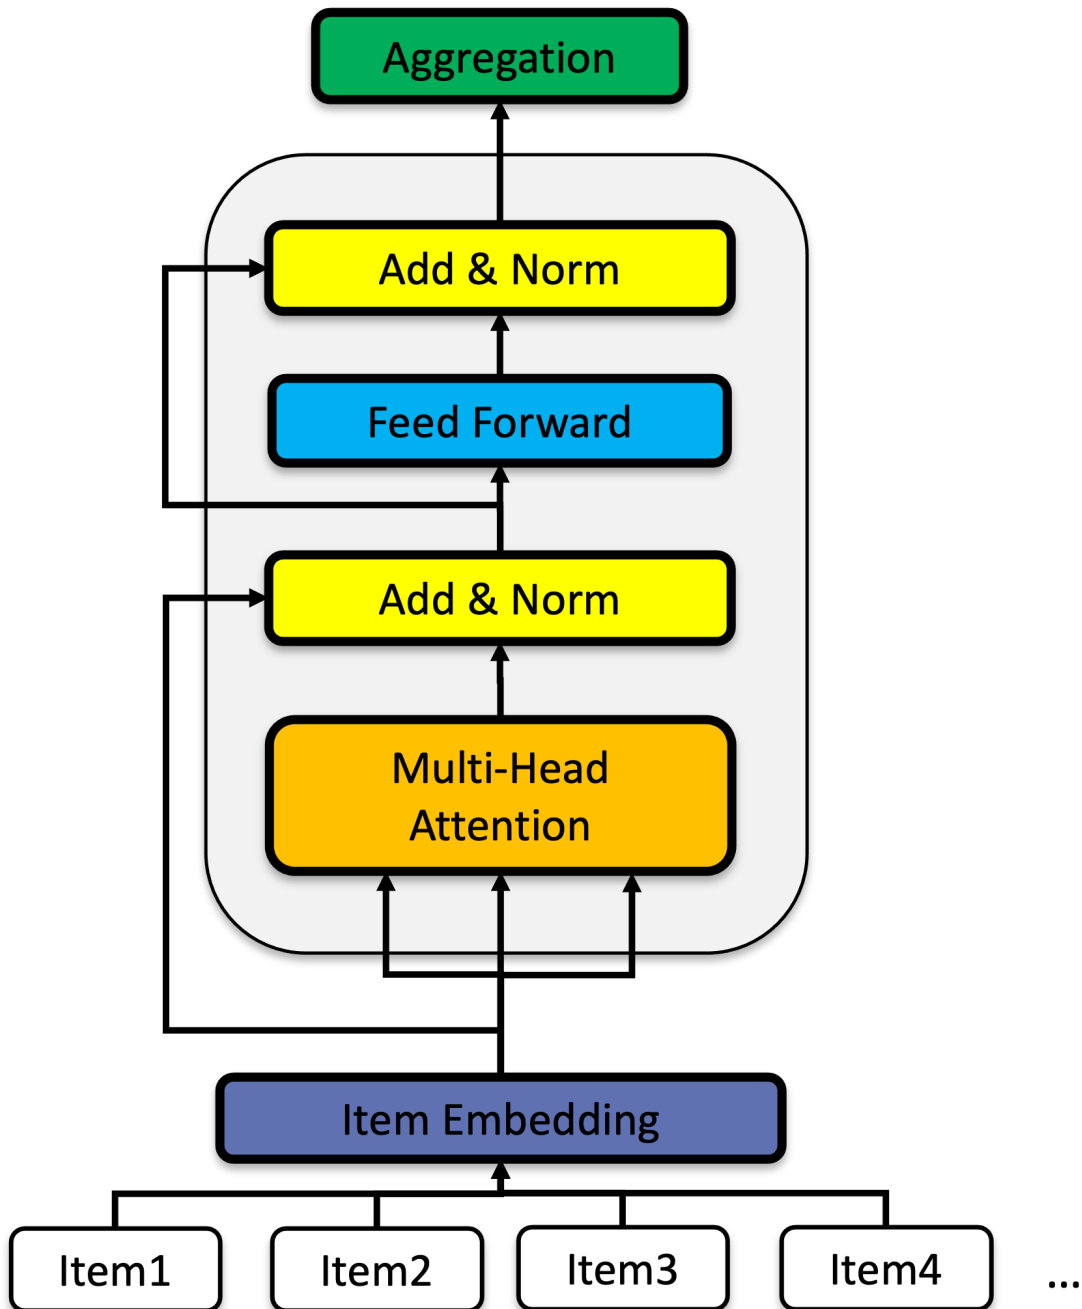 Aggregation
Add & Norm
Feed Forward
Add & Norm
Multi-Head
Attention
Item Embedding
Item1 Item2 Item3 Item4 ...